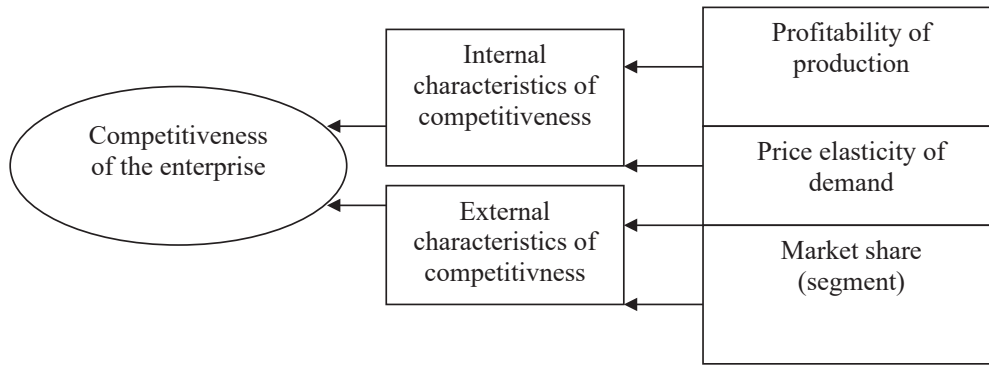 Competitiveness
of the enterprise
Internal
characteristics of
competitiveness
External
characteristics of
competitivness
Profitability of
production
Price elasticity of
demand
Market share
(segment)